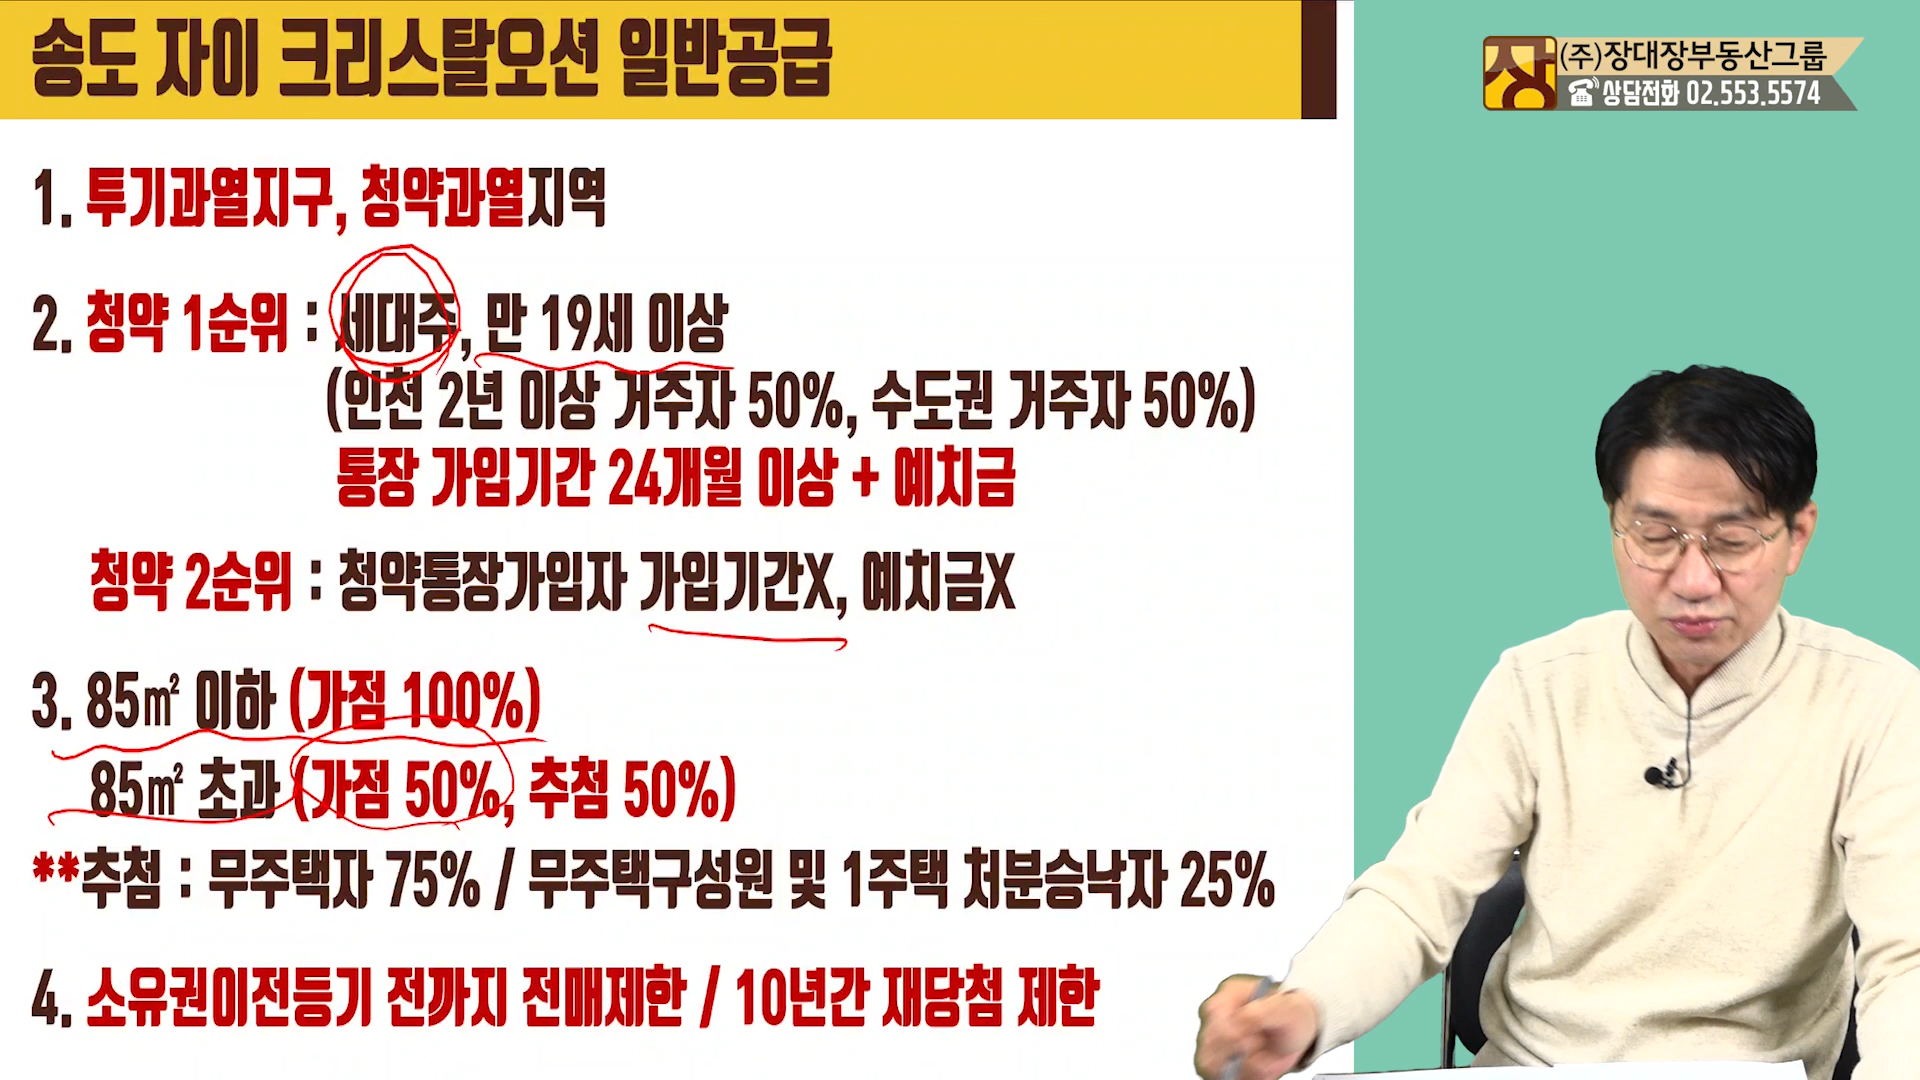 송도 자이 크리스탈오션 일반공급
(주)장대장부동산그룹
장
상담전화 02.553.5574
1. 투기과열지구, 청약과열지역
2. 청약 1순위 : 세대주, 만 19세 이상
(인천 2년 이상 거주자 50%, 수도권 거주자 50%)
통장 가입기간 24개월 이상 + 예치금
청약 2순위 : 청약통장가입자 가입기간X, 예치금X
3. 85㎡ 이하 (가점 100%)
85㎡ 초과 (가점 50%, 추첨 50%)
**추첨 : 무주택자 75% / 무주택구성원 및 1주택 처분승낙자 25%
4. 소유권이전등기 전까지 전매제한 / 10년간 재당첨 제한